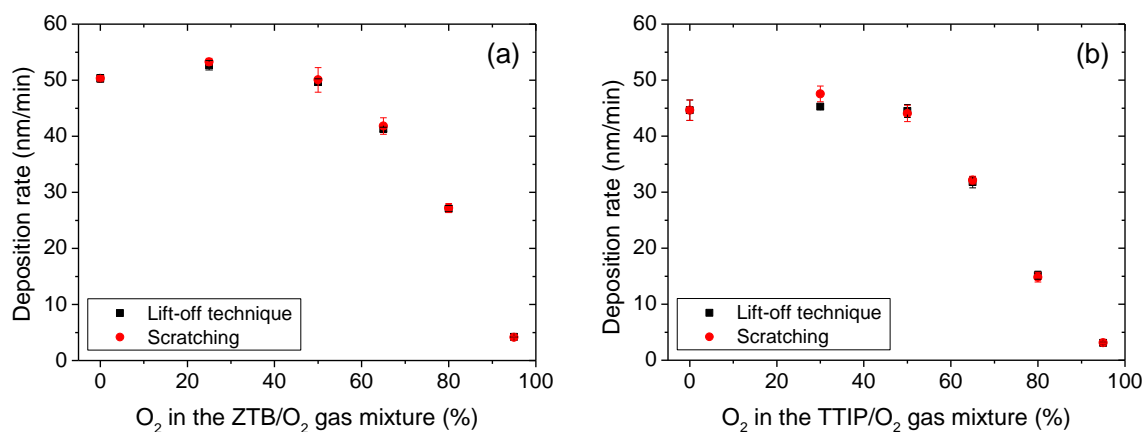 (a)
Deposition rate (nm/min)
60
50
40
30
20
10
0
Lift-off technique
Scratching
0 20 40 60 80 100
O₂ in the ZTB/O₂ gas mixture (%)
(b)
Deposition rate (nm/min)
60
50
40
30
20
10
0
Lift-off technique
Scratching
0 20 40 60 80 100
O₂ in the TTIP/O₂ gas mixture (%)